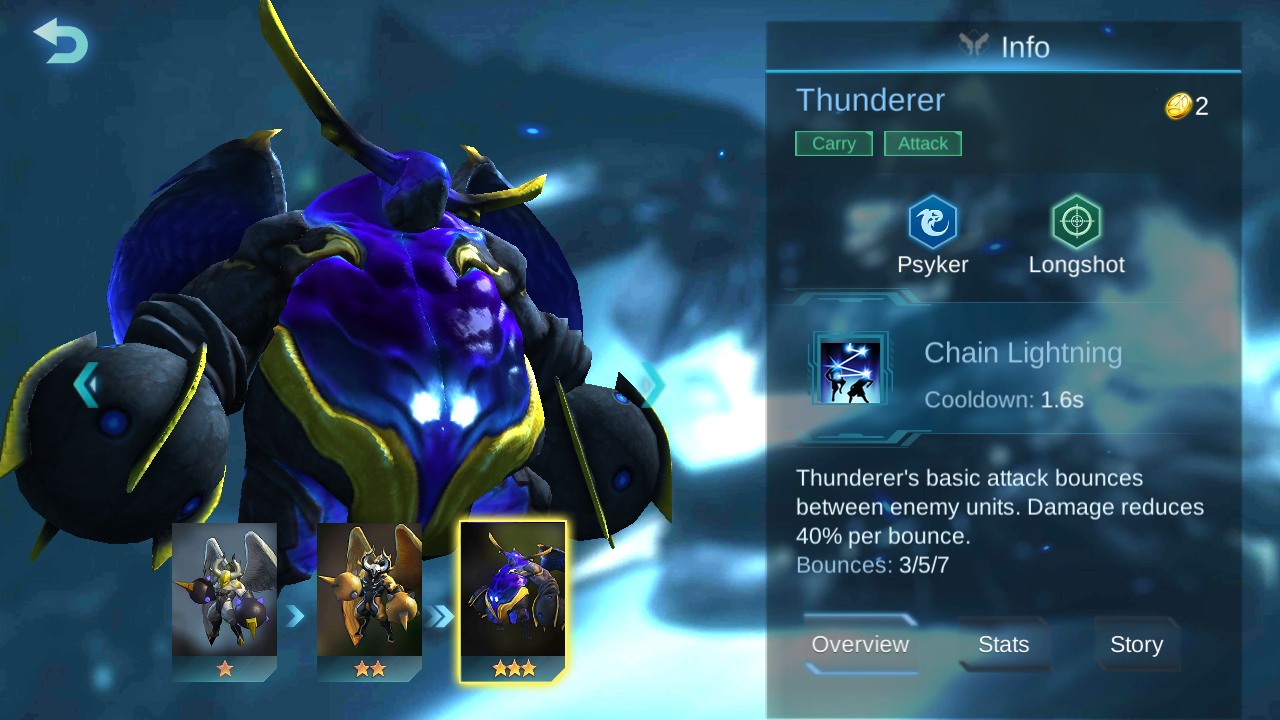 Info
Thunderer
2
Carry
Attack
Psyker
Longshot
Chain Lightning
Cooldown: 1.6s
Thunderer's basic attack bounces
between enemy units. Damage reduces
40% per bounce.
Bounces: 3/5/7
Overview
Stats
Story